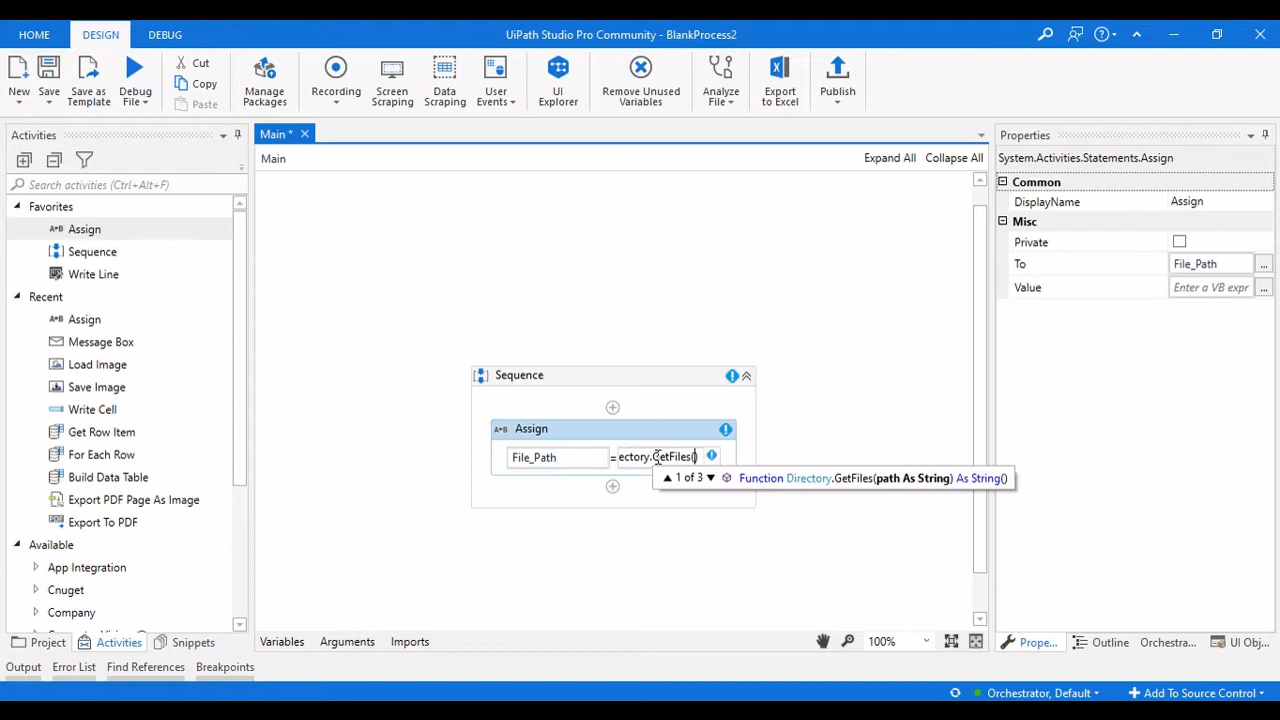 HOME
DESIGN
DEBUG
UiPath Studio Pro Community - BlankProcess2
New
Save
Save as Template
Debug File
Cut
Copy
Paste
Manage Packages
Recording
Screen Scraping
Data Scraping
User Events
UI Explorer
Remove Unused Variables
Analyze File
Export to Excel
Publish
Activities
Search activities (Ctrl+Alt+F)
Favorites
A*B Assign
Sequence
Write Line
Recent
A*B Assign
Message Box
Load Image
Save Image
Write Cell
Get Row Item
For Each Row
Build Data Table
Export PDF Page As Image
Export To PDF
Available
App Integration
Cnuget
Company
Project
Activities
Snippets
Main *
Main
Expand All
Collapse All
Sequence
A*B Assign
File_Path = ectory.GetFiles()
1 of 3 Function Directory.GetFiles(path As String) As String()
Variables
Arguments
Imports
100%
Properties
System.Activities.Statements.Assign
Common
DisplayName Assign
Misc
Private
To File_Path ...
Value Enter a VB expr ...
Prope...
Outline
Orchestra...
UI Obj...
Output
Error List
Find References
Breakpoints
Orchestrator, Default
Add To Source Control